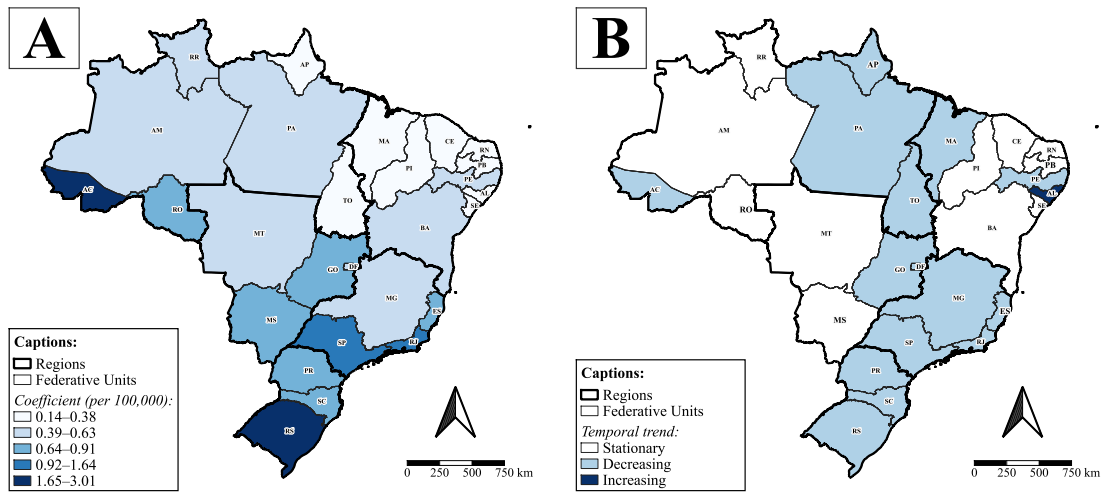 A
RR
AP
AM
PA
MA
CE
RN
PB
PI
PE
AL
SE
AC
TO
RO
BA
MT
GO
DF
MG
ES
MS
SP
RJ
PR
SC
RS
Captions:
Regions
Federative Units
Coefficient (per 100,000):
0.14–0.38
0.39–0.63
0.64–0.91
0.92–1.64
1.65–3.01
0 250 500 750 km
B
RR
AP
AM
PA
MA
CE
RN
PB
PI
PE
AL
SE
AC
TO
RO
BA
MT
GO
DF
MG
ES
MS
SP
RJ
PR
SC
RS
Captions:
Regions
Federative Units
Temporal trend:
Stationary
Decreasing
Increasing
0 250 500 750 km